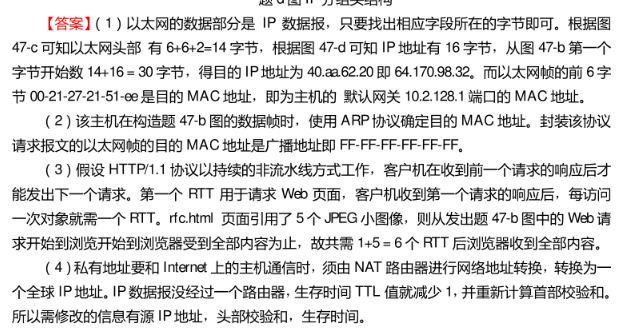 题 d 图 IP 分组头结构
【答案】（1）以太网的数据部分是 IP 数据报，只要找出相应字段所在的字节即可。根据图
47-c 可知以太网头部 有 6+6+2=14 字节，根据图 47-d 可知 IP 地址有 16 字节，从图 47-b 第一个
字节开始数 14+16 = 30 字节，得目的 IP 地址为 40.aa.62.20 即 64.170.98.32。而以太网帧的前 6 字
节 00-21-27-21-51-ee 是目的 MAC 地址，即为主机的 默认网关 10.2.128.1 端口的 MAC 地址。
（2）该主机在构造题 47-b 图的数据帧时，使用 ARP 协议确定目的 MAC 地址。封装该协议
请求报文的以太网帧的目的 MAC 地址是广播地址即 FF-FF-FF-FF-FF-FF。
（3）假设 HTTP/1.1 协议以持续的非流水线方式工作，客户机在收到前一个请求的响应后才
能发出下一个请求。第一个 RTT 用于请求 Web 页面，客户机收到第一个请求的响应后，每访问
一次对象就需一个 RTT。rfc.html 页面引用了 5 个 JPEG 小图像，则从发出题 47-b 图中的 Web 请
求开始到浏览开始到浏览器受到全部内容为止，故共需 1+5 = 6 个 RTT 后浏览器收到全部内容。
（4）私有地址要和 Internet 上的主机通信时，须由 NAT 路由器进行网络地址转换，转换为一
个全球 IP 地址。IP 数据报没经过一个路由器，生存时间 TTL 值就减少 1，并重新计算首部校验和。
所以需修改的信息有源 IP 地址，头部校验和，生存时间。